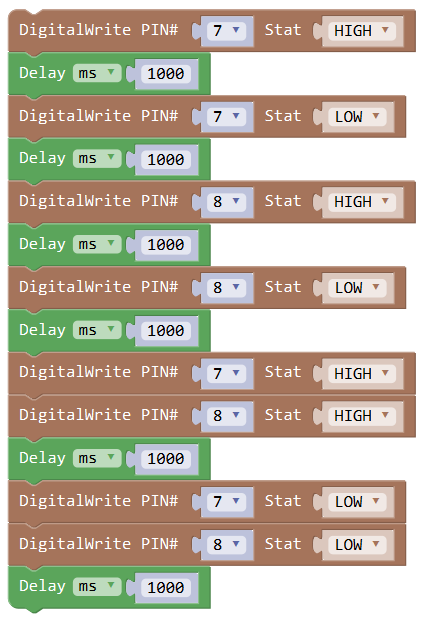 DigitalWrite PIN# 7 Stat HIGH
Delay ms 1000
DigitalWrite PIN# 7 Stat LOW
Delay ms 1000
DigitalWrite PIN# 8 Stat HIGH
Delay ms 1000
DigitalWrite PIN# 8 Stat LOW
Delay ms 1000
DigitalWrite PIN# 7 Stat HIGH
DigitalWrite PIN# 8 Stat HIGH
Delay ms 1000
DigitalWrite PIN# 7 Stat LOW
DigitalWrite PIN# 8 Stat LOW
Delay ms 1000